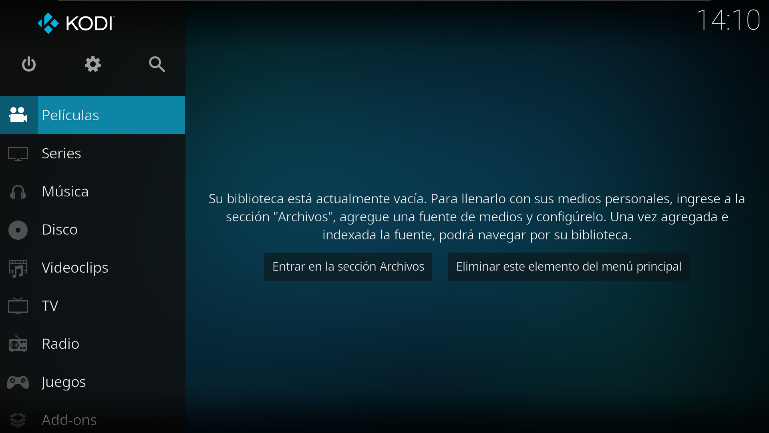 KODI
14:10
Películas
Series
Música
Disco
Videoclips
TV
Radio
Juegos
Add-ons
Su biblioteca está actualmente vacía. Para llenarlo con sus medios personales, ingrese a la
sección "Archivos", agregue una fuente de medios y configúrelo. Una vez agregada e
indexada la fuente, podrá navegar por su biblioteca.
Entrar en la sección Archivos
Eliminar este elemento del menú principal